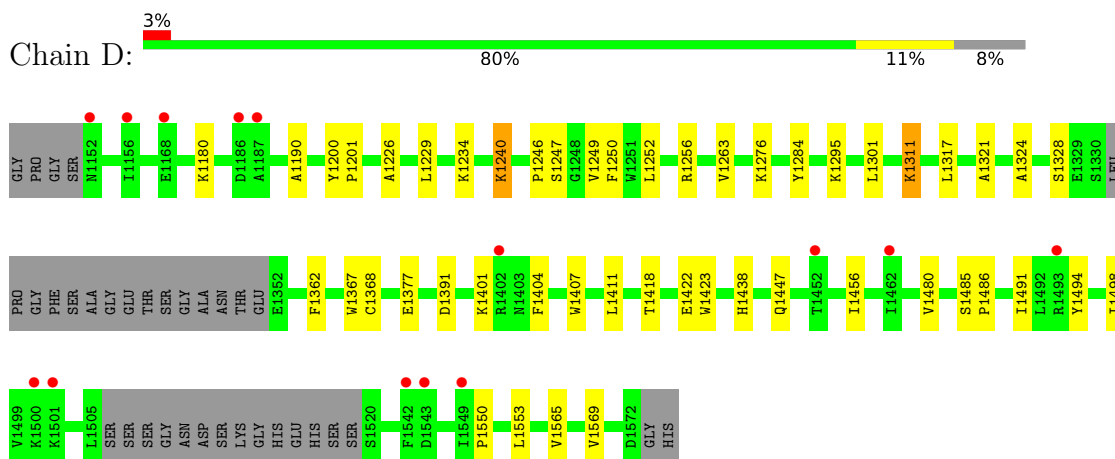 3%
Chain D:
80% 11% 8%
GLY PRO GLY SER N1152 I1156 E1168 K1180 D1186 A1187 A1190 Y1200 P1201 A1226 L1229 K1234 K1240 P1246 S1247 G1248 V1249 F1250 W1251 L1252 R1256 V1263 K1276 Y1284 K1295 L1301 K1311 L1317 A1321 A1324 S1328 E1329 S1330 LEU
PRO GLY PHE SER ALA GLY GLU THR SER GLY ALA ASN THR GLU E1352 F1362 W1367 C1368 E1377 D1391 K1401 R1402 N1403 F1404 W1407 L1411 T1418 E1422 W1423 H1438 Q1447 T1452 I1456 I1462 V1480 S1485 P1486 I1491 L1492 R1493 Y1494
V1499 K1500 K1501 L1505 SER SER SER GLY ASN ASP SER LYS GLY HIS GLU HIS SER SER S1520 F1542 D1543 I1549 P1550 L1553 V1565 V1569 D1572 GLY HIS